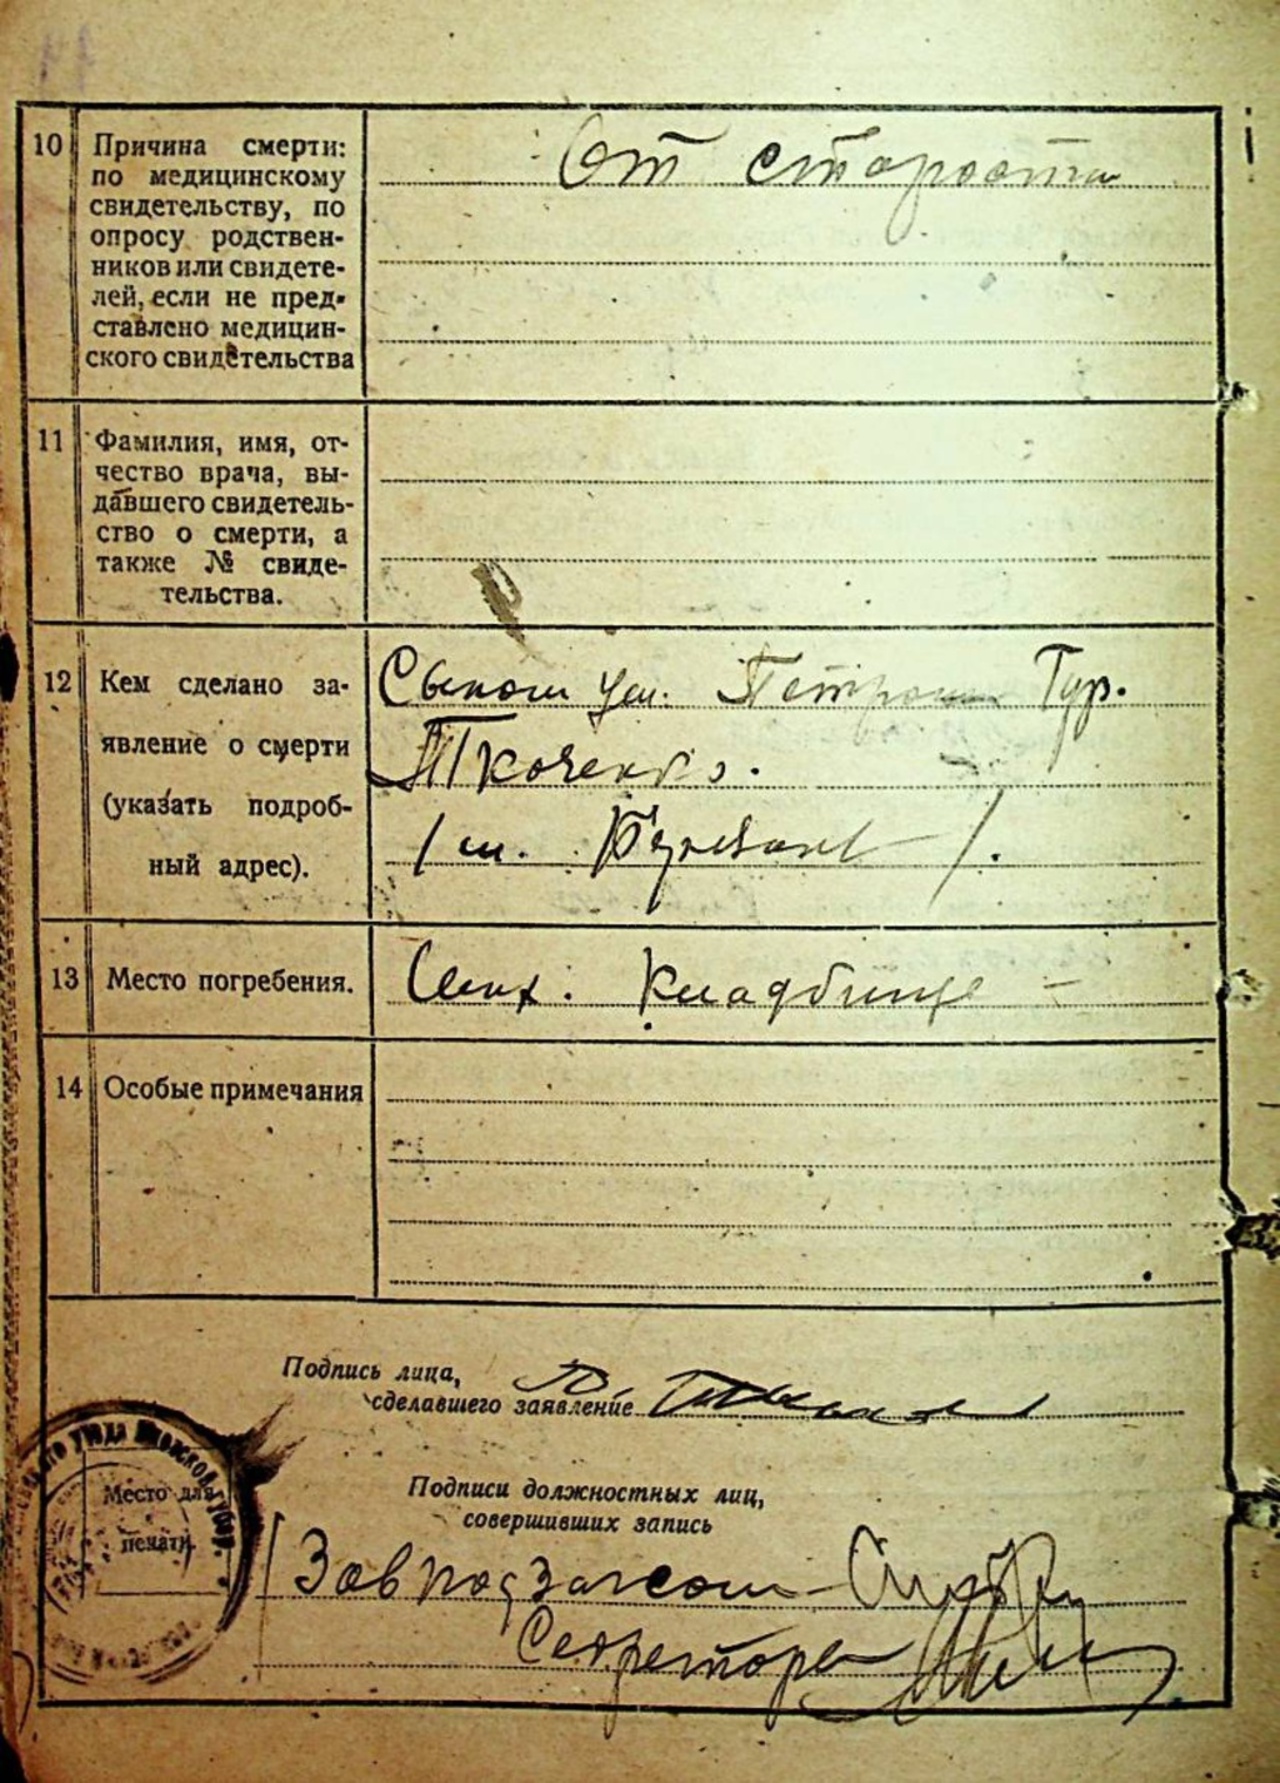 10 Причина смерти:
по медицинскому
свидетельству, по
опросу родствен-
ников или свидете-
лей, если не пред-
ставлено медицин-
ского свидетельства
От старости
11 Фамилия, имя, от-
чество врача, вы-
давшего свидетель-
ство о смерти, а
также № свиде-
тельства.
12 Кем сделано за-
явление о смерти
(указать подроб-
ный адрес).
Сыном ум. Петром Гур.
Ткоченко.
13 Место погребения.
Кладбище
14 Особые примечания
Подпись лица,
сделавшего заявление
Место для
печати.
Подписи должностных лиц,
совершивших запись
Завподзагсом
Секретарь